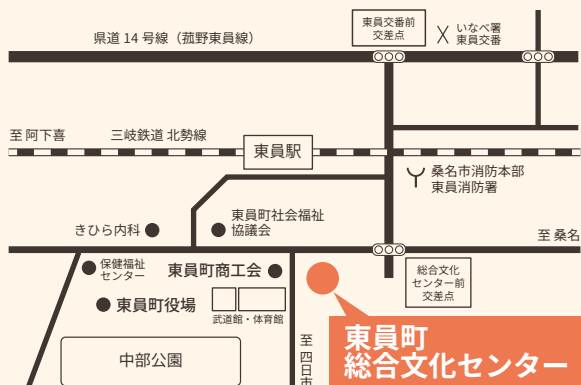 東員交番前
交差点
いなべ署
東員交番
県道 14 号線（菰野東員線）
至 阿下喜
三岐鉄道 北勢線
東員駅
桑名市消防本部
東員消防署
きひら内科
東員町社会福祉
協議会
至 桑名
保健福祉
センター
東員町商工会
総合文化
センター前
交差点
東員町役場
武道館・体育館
至 四日市
中部公園
東員町
総合文化センター